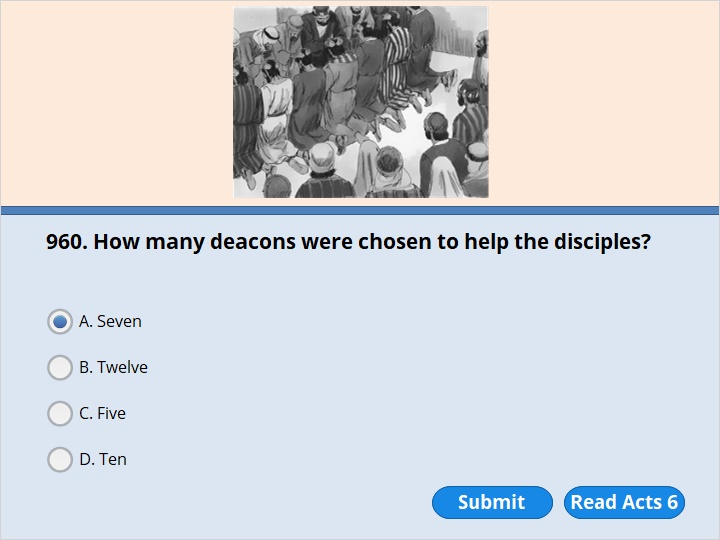 960. How many deacons were chosen to help the disciples?
A. Seven
B. Twelve
C. Five
D. Ten
Submit
Read Acts 6